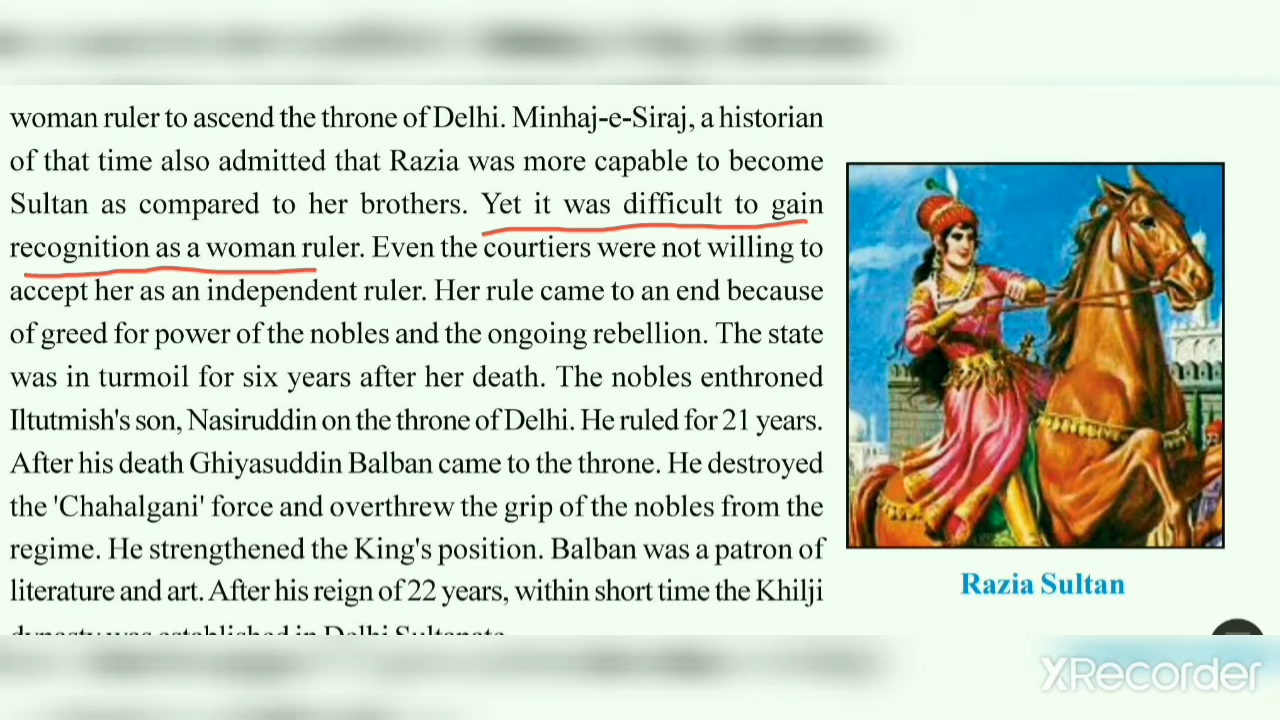 woman ruler to ascend the throne of Delhi. Minhaj-e-Siraj, a historian
of that time also admitted that Razia was more capable to become
Sultan as compared to her brothers. Yet it was difficult to gain
recognition as a woman ruler. Even the courtiers were not willing to
accept her as an independent ruler. Her rule came to an end because
of greed for power of the nobles and the ongoing rebellion. The state
was in turmoil for six years after her death. The nobles enthroned
Iltutmish's son, Nasiruddin on the throne of Delhi. He ruled for 21 years.
After his death Ghiyasuddin Balban came to the throne. He destroyed
the 'Chahalgani' force and overthrew the grip of the nobles from the
regime. He strengthened the King's position. Balban was a patron of
literature and art. After his reign of 22 years, within short time the Khilji
dynasty was established in Delhi Sultanate.
Razia Sultan
XRecorder